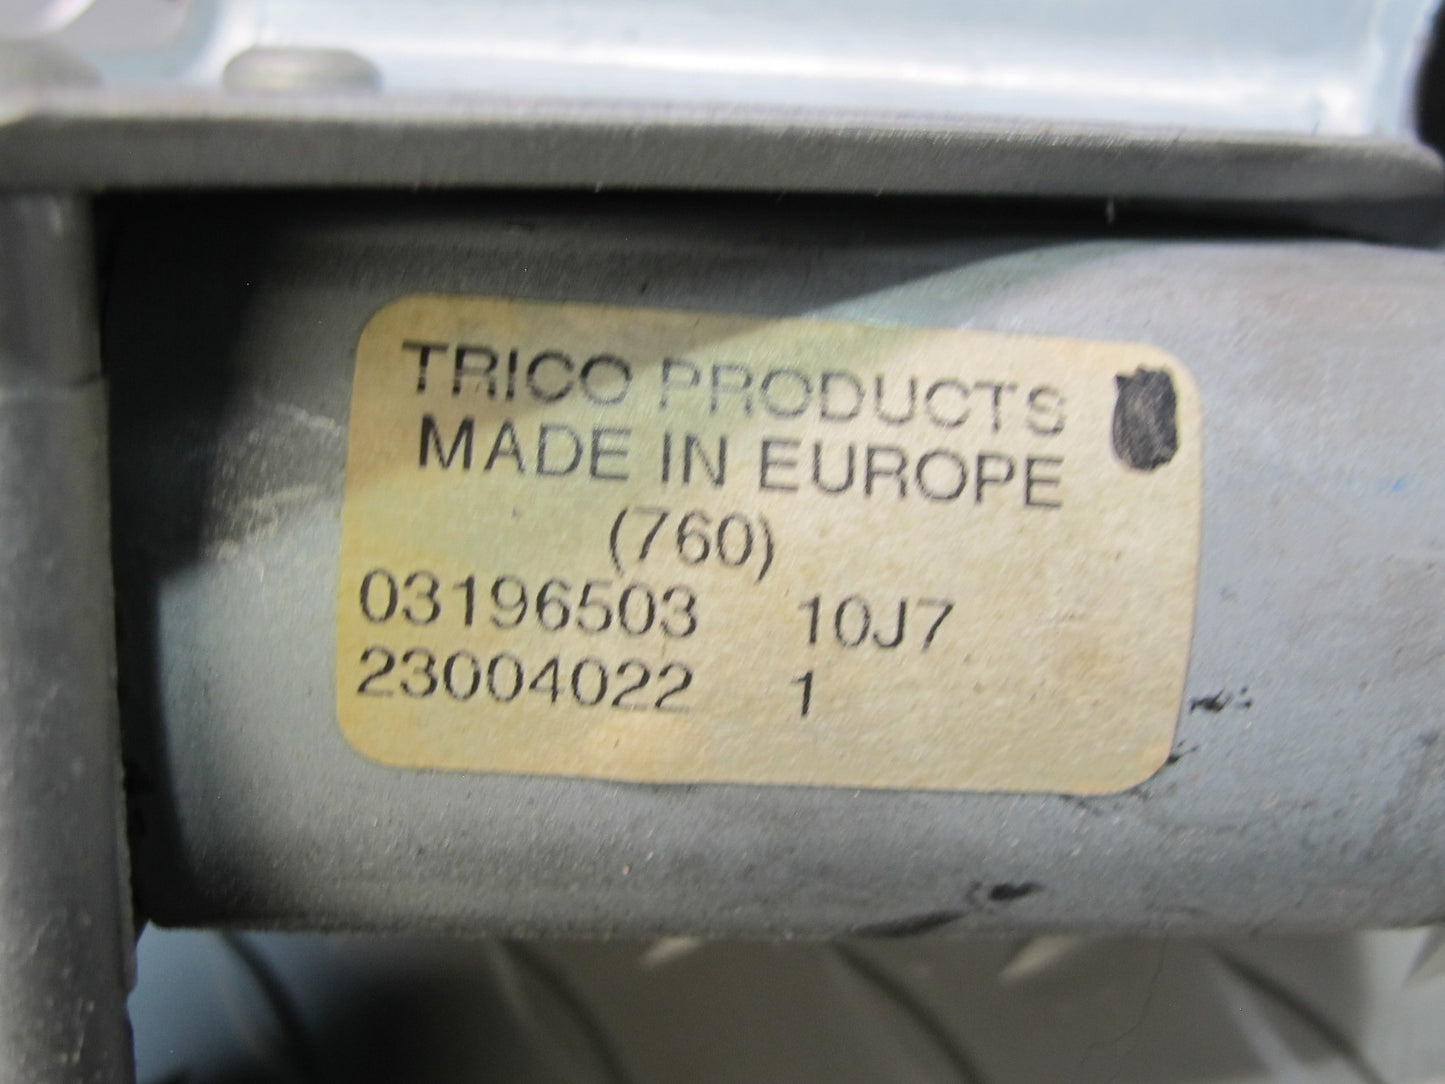 TRICO PRODUCTS
MADE IN EUROPE
(760)
03196503 10J7
23004022 1